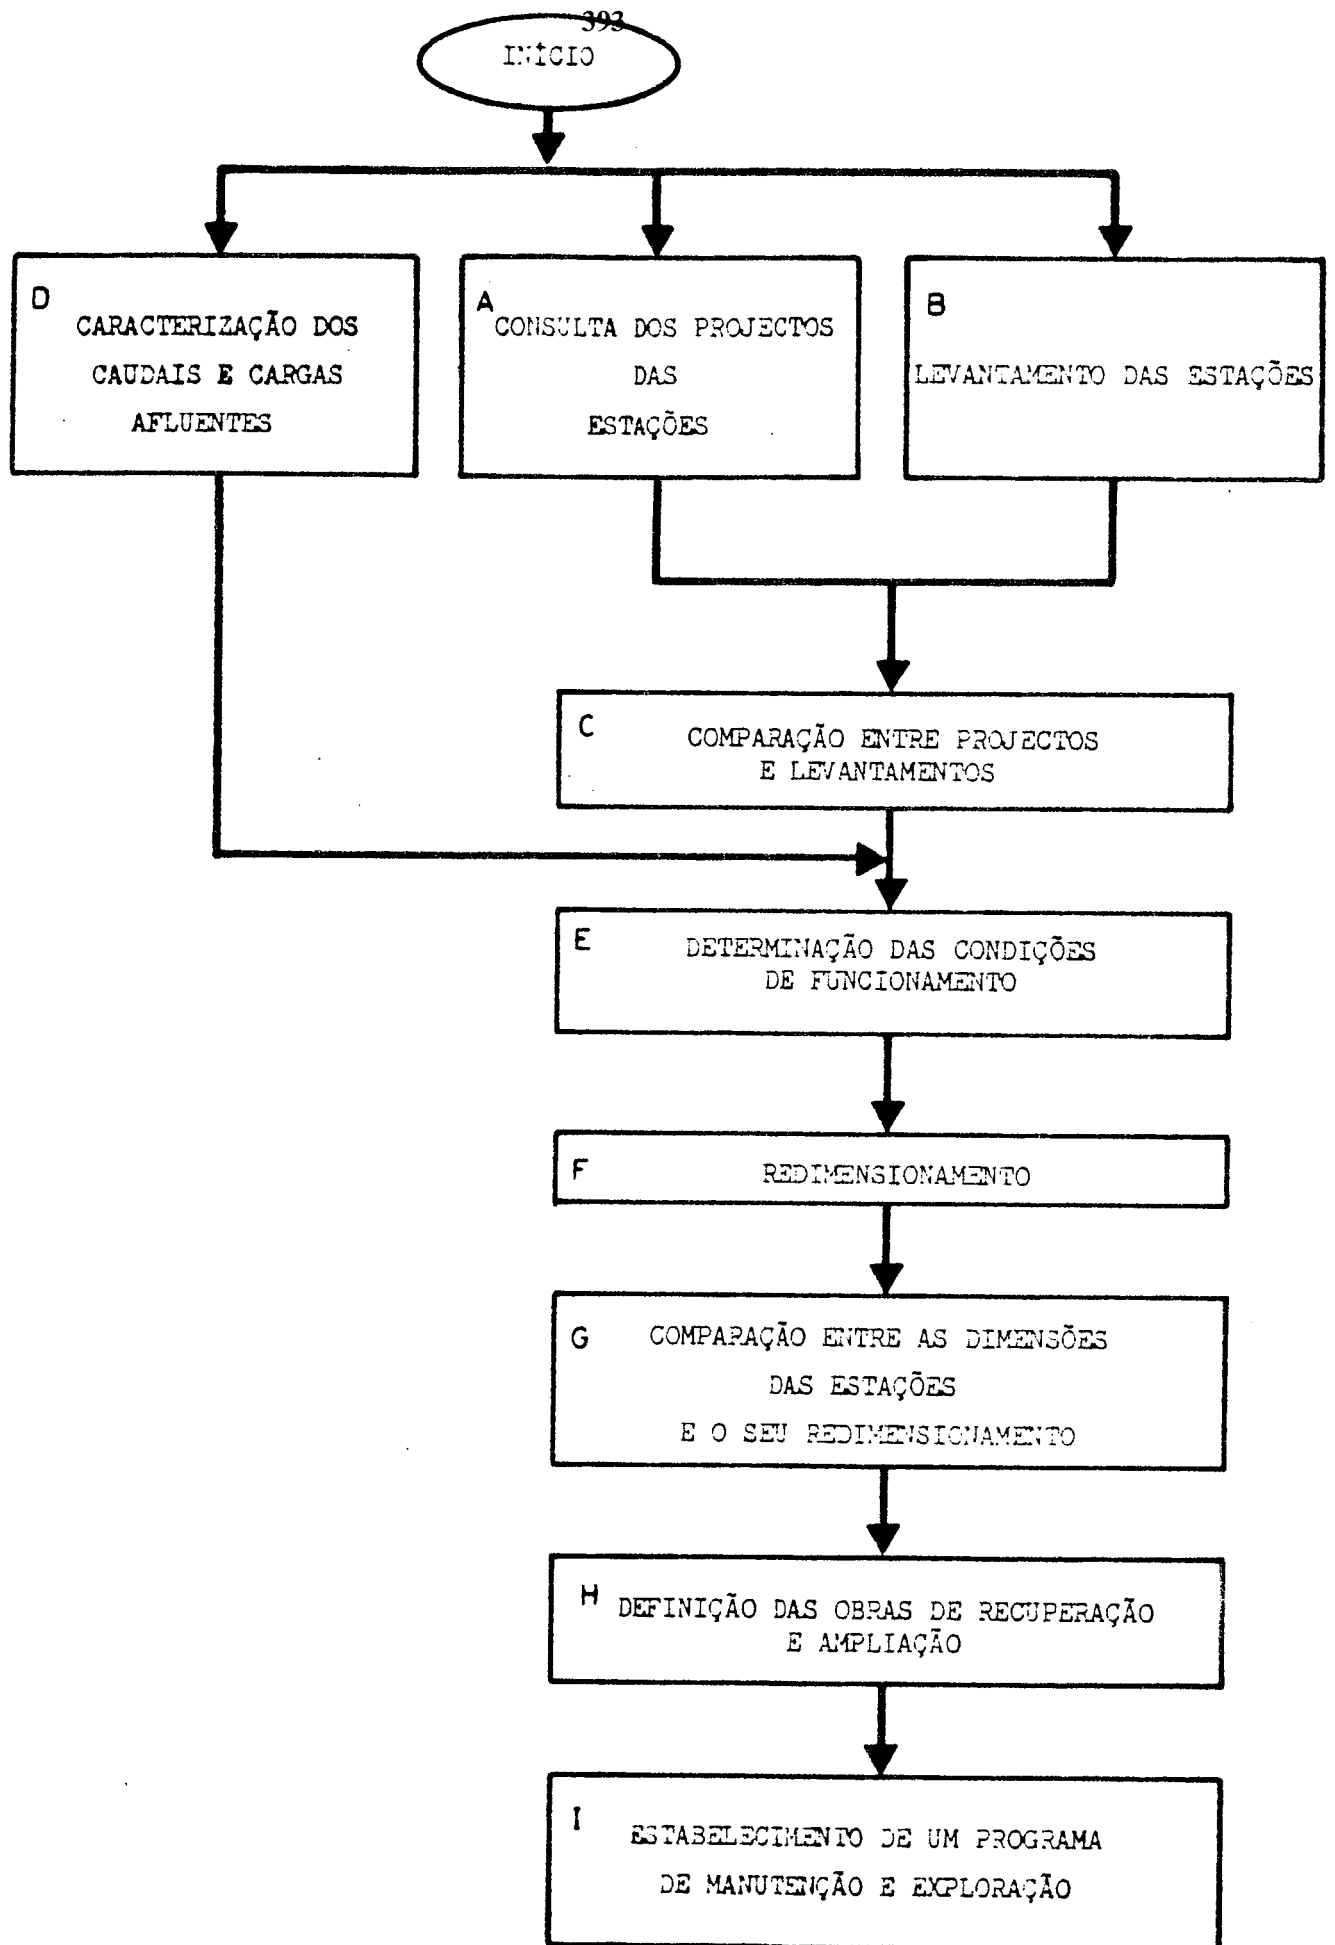 393
INÍCIO
D
CARACTERIZAÇÃO DOS
CAUDAIS E CARGAS
AFLUENTES
A
CONSULTA DOS PROJECTOS
DAS
ESTAÇÕES
B
LEVANTAMENTO DAS ESTAÇÕES
C
COMPARAÇÃO ENTRE PROJECTOS
E LEVANTAMENTOS
E
DETERMINAÇÃO DAS CONDIÇÕES
DE FUNCIONAMENTO
F
REDIMENSIONAMENTO
G
COMPARAÇÃO ENTRE AS DIMENSÕES
DAS ESTAÇÕES
E O SEU REDIMENSIONAMENTO
H
DEFINIÇÃO DAS OBRAS DE RECUPERAÇÃO
E AMPLIAÇÃO
I
ESTABELECIMENTO DE UM PROGRAMA
DE MANUTENÇÃO E EXPLORAÇÃO